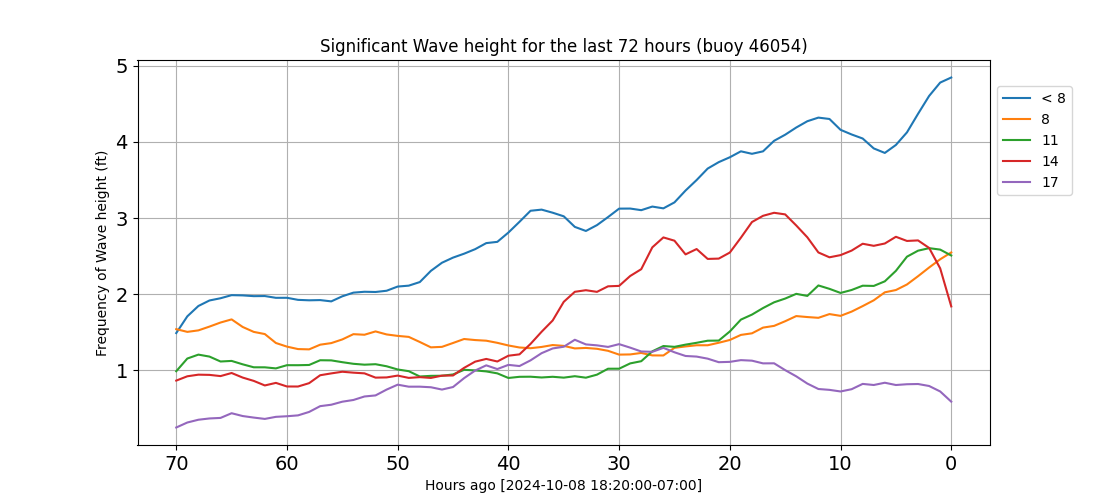 Significant Wave height for the last 72 hours (buoy 46054)
Frequency of Wave height (ft)
5
4
3
2
1
70 60 50 40 30 20 10 0
Hours ago [2024-10-08 18:20:00-07:00]
< 8
8
11
14
17